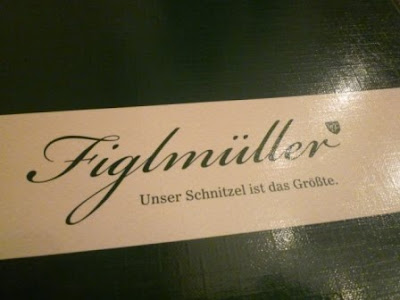 Figlmüller
Unser Schnitzel ist das Größte.